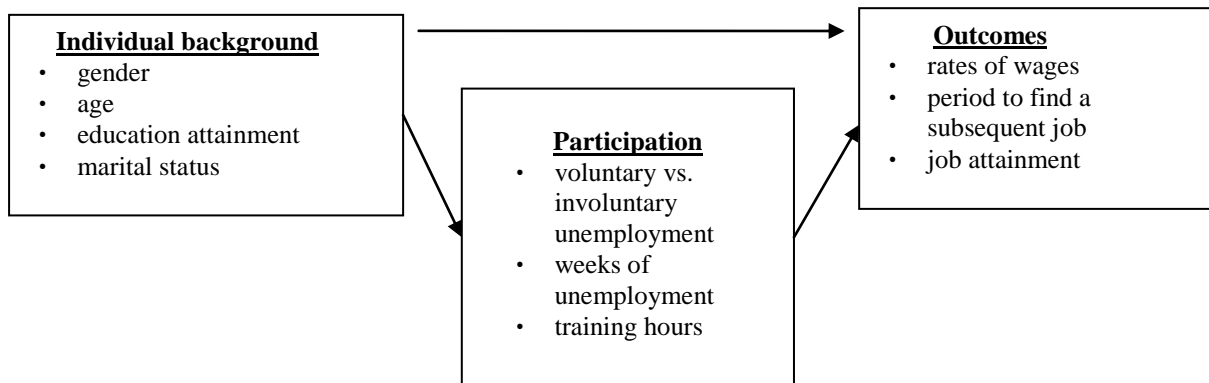 Individual background
• gender
• age
• education attainment
• marital status
Participation
• voluntary vs.
involuntary
unemployment
• weeks of
unemployment
• training hours
Outcomes
• rates of wages
• period to find a
subsequent job
• job attainment